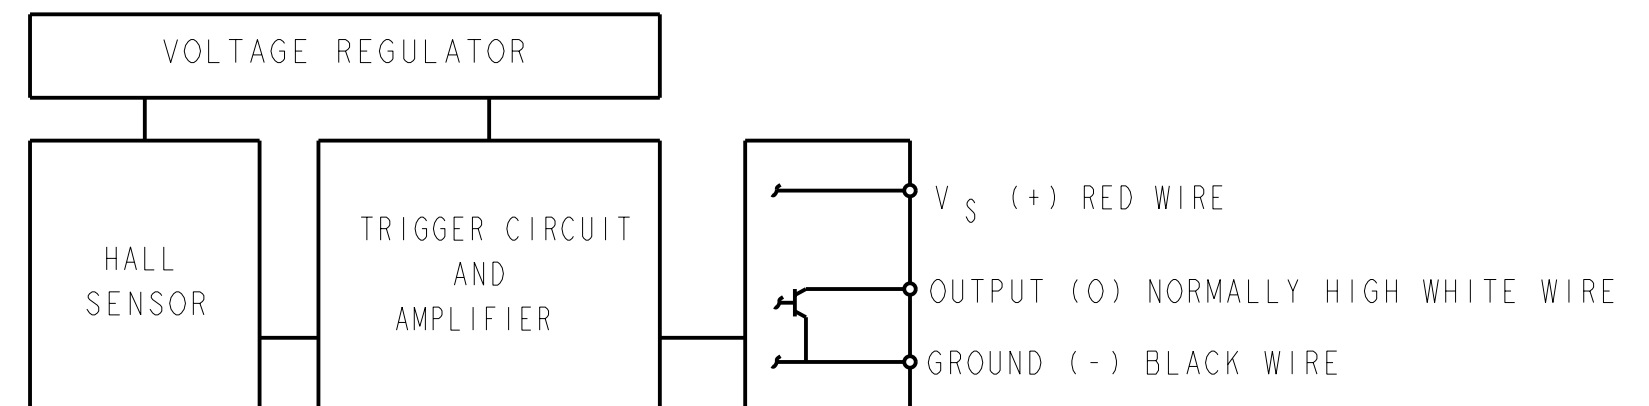 VOLTAGE REGULATOR
HALL
SENSOR
TRIGGER CIRCUIT
AND
AMPLIFIER
V S (+) RED WIRE
OUTPUT (O) NORMALLY HIGH WHITE WIRE
GROUND (-) BLACK WIRE